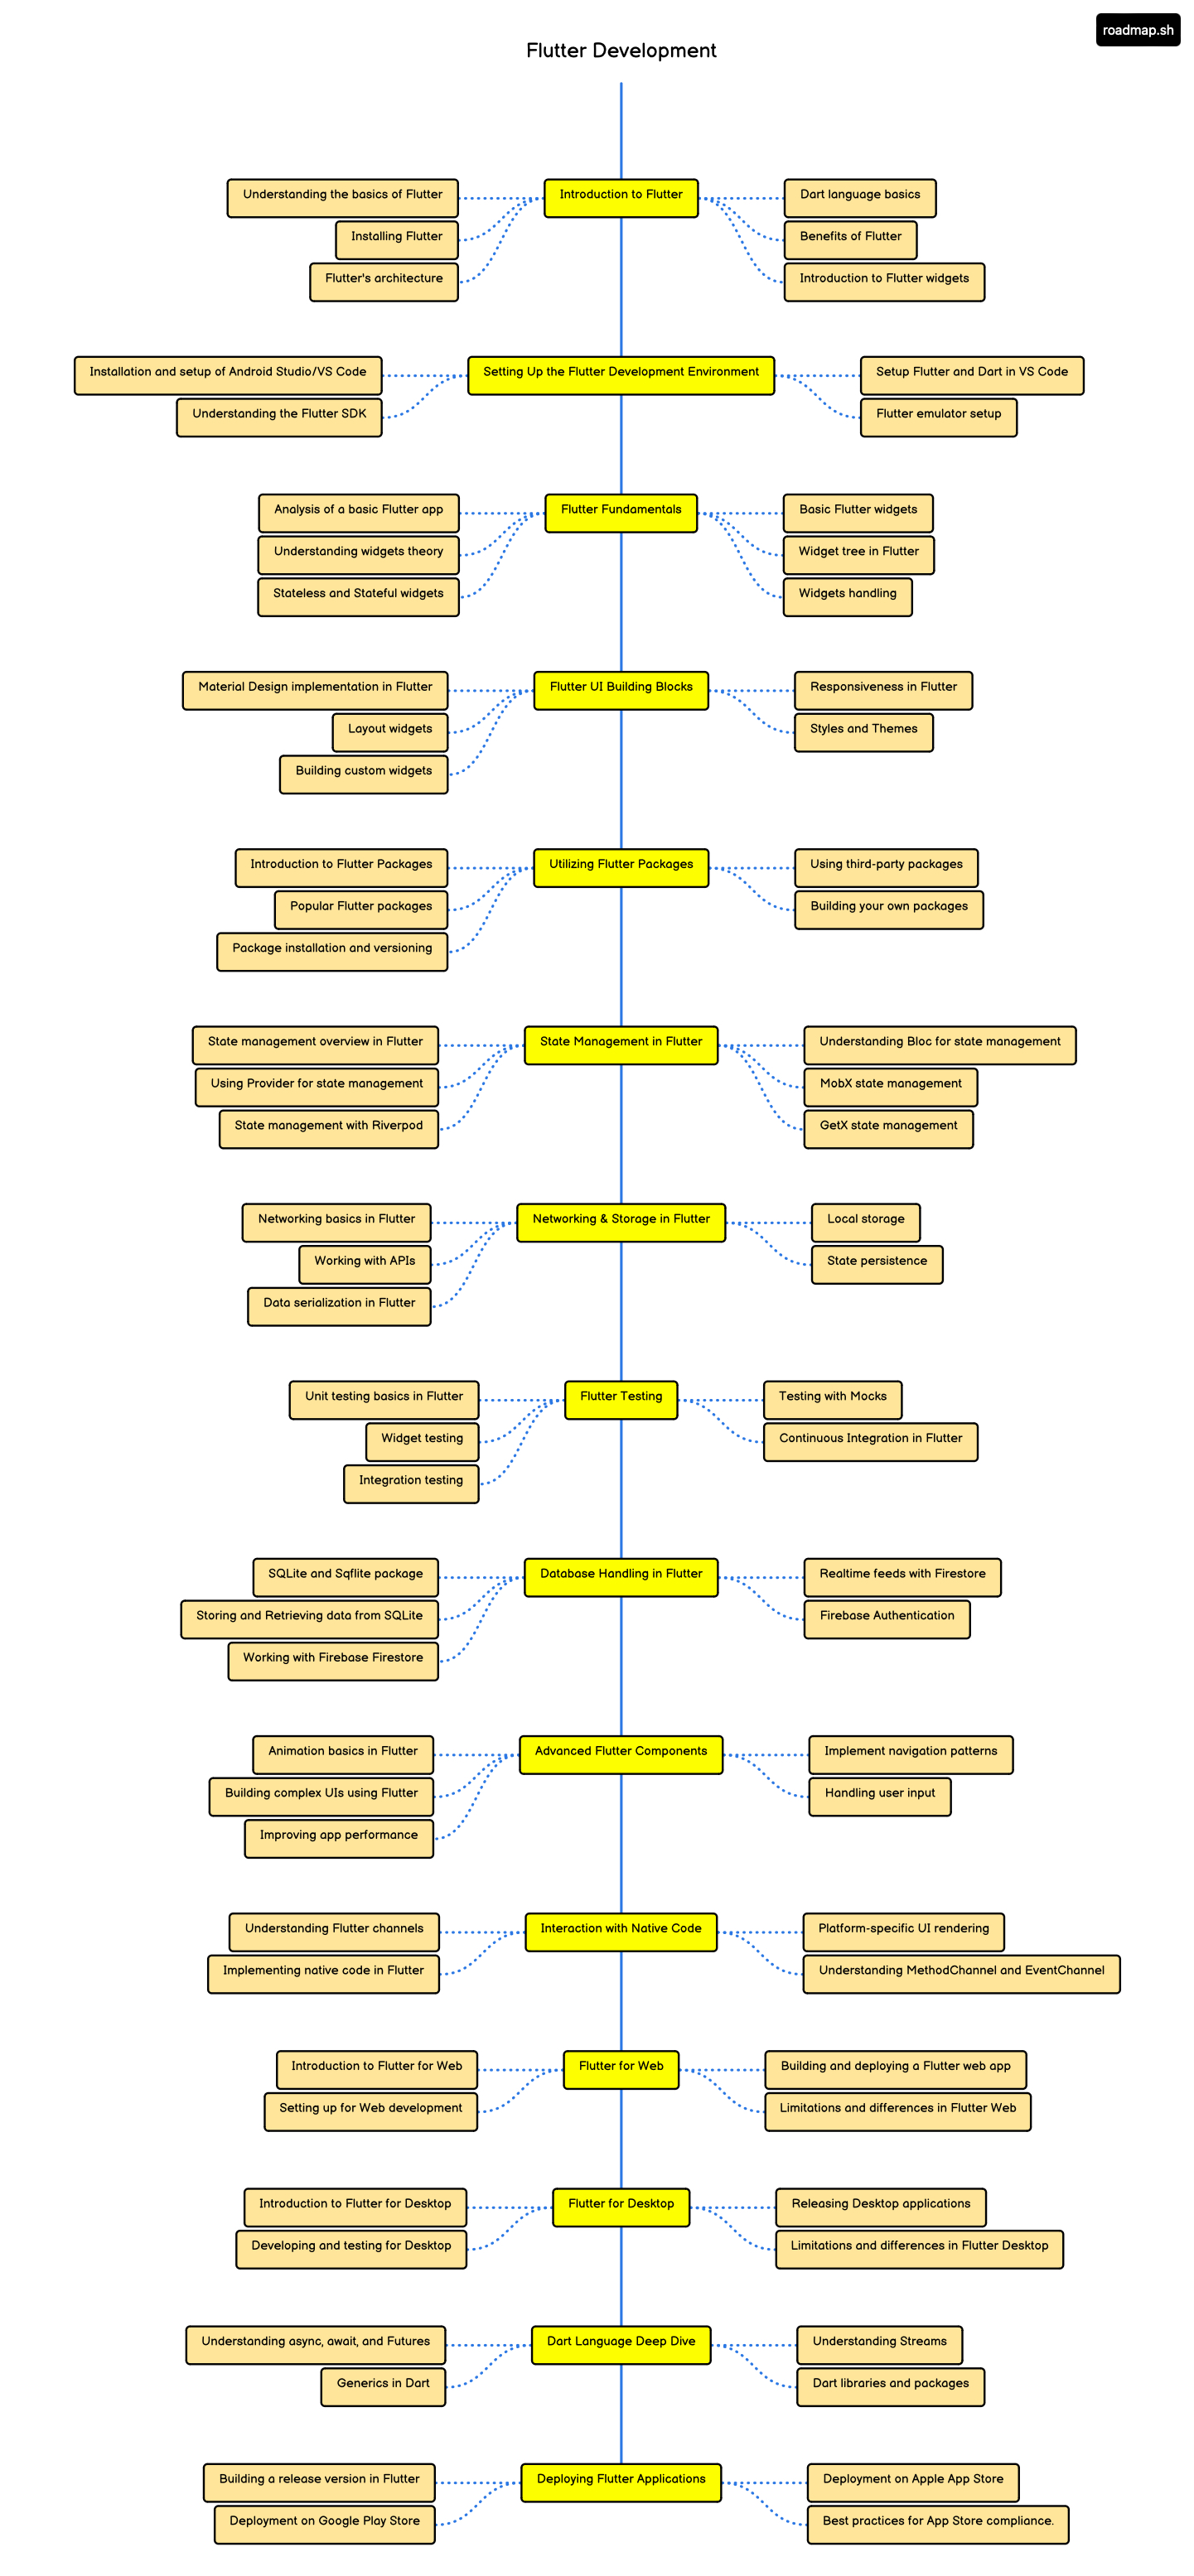 roadmap.sh
Flutter Development
Introduction to Flutter
Understanding the basics of Flutter
Installing Flutter
Flutter's architecture
Dart language basics
Benefits of Flutter
Introduction to Flutter widgets
Setting Up the Flutter Development Environment
Installation and setup of Android Studio/VS Code
Understanding the Flutter SDK
Setup Flutter and Dart in VS Code
Flutter emulator setup
Flutter Fundamentals
Analysis of a basic Flutter app
Understanding widgets theory
Stateless and Stateful widgets
Basic Flutter widgets
Widget tree in Flutter
Widgets handling
Flutter UI Building Blocks
Material Design implementation in Flutter
Layout widgets
Building custom widgets
Responsiveness in Flutter
Styles and Themes
Utilizing Flutter Packages
Introduction to Flutter Packages
Popular Flutter packages
Package installation and versioning
Using third-party packages
Building your own packages
State Management in Flutter
State management overview in Flutter
Using Provider for state management
State management with Riverpod
Understanding Bloc for state management
MobX state management
GetX state management
Networking & Storage in Flutter
Networking basics in Flutter
Working with APIs
Data serialization in Flutter
Local storage
State persistence
Flutter Testing
Unit testing basics in Flutter
Widget testing
Integration testing
Testing with Mocks
Continuous Integration in Flutter
Database Handling in Flutter
SQLite and Sqflite package
Storing and Retrieving data from SQLite
Working with Firebase Firestore
Realtime feeds with Firestore
Firebase Authentication
Advanced Flutter Components
Animation basics in Flutter
Building complex UIs using Flutter
Improving app performance
Implement navigation patterns
Handling user input
Interaction with Native Code
Understanding Flutter channels
Implementing native code in Flutter
Platform-specific UI rendering
Understanding MethodChannel and EventChannel
Flutter for Web
Introduction to Flutter for Web
Setting up for Web development
Building and deploying a Flutter web app
Limitations and differences in Flutter Web
Flutter for Desktop
Introduction to Flutter for Desktop
Developing and testing for Desktop
Releasing Desktop applications
Limitations and differences in Flutter Desktop
Dart Language Deep Dive
Understanding async, await, and Futures
Generics in Dart
Understanding Streams
Dart libraries and packages
Deploying Flutter Applications
Building a release version in Flutter
Deployment on Google Play Store
Deployment on Apple App Store
Best practices for App Store compliance.